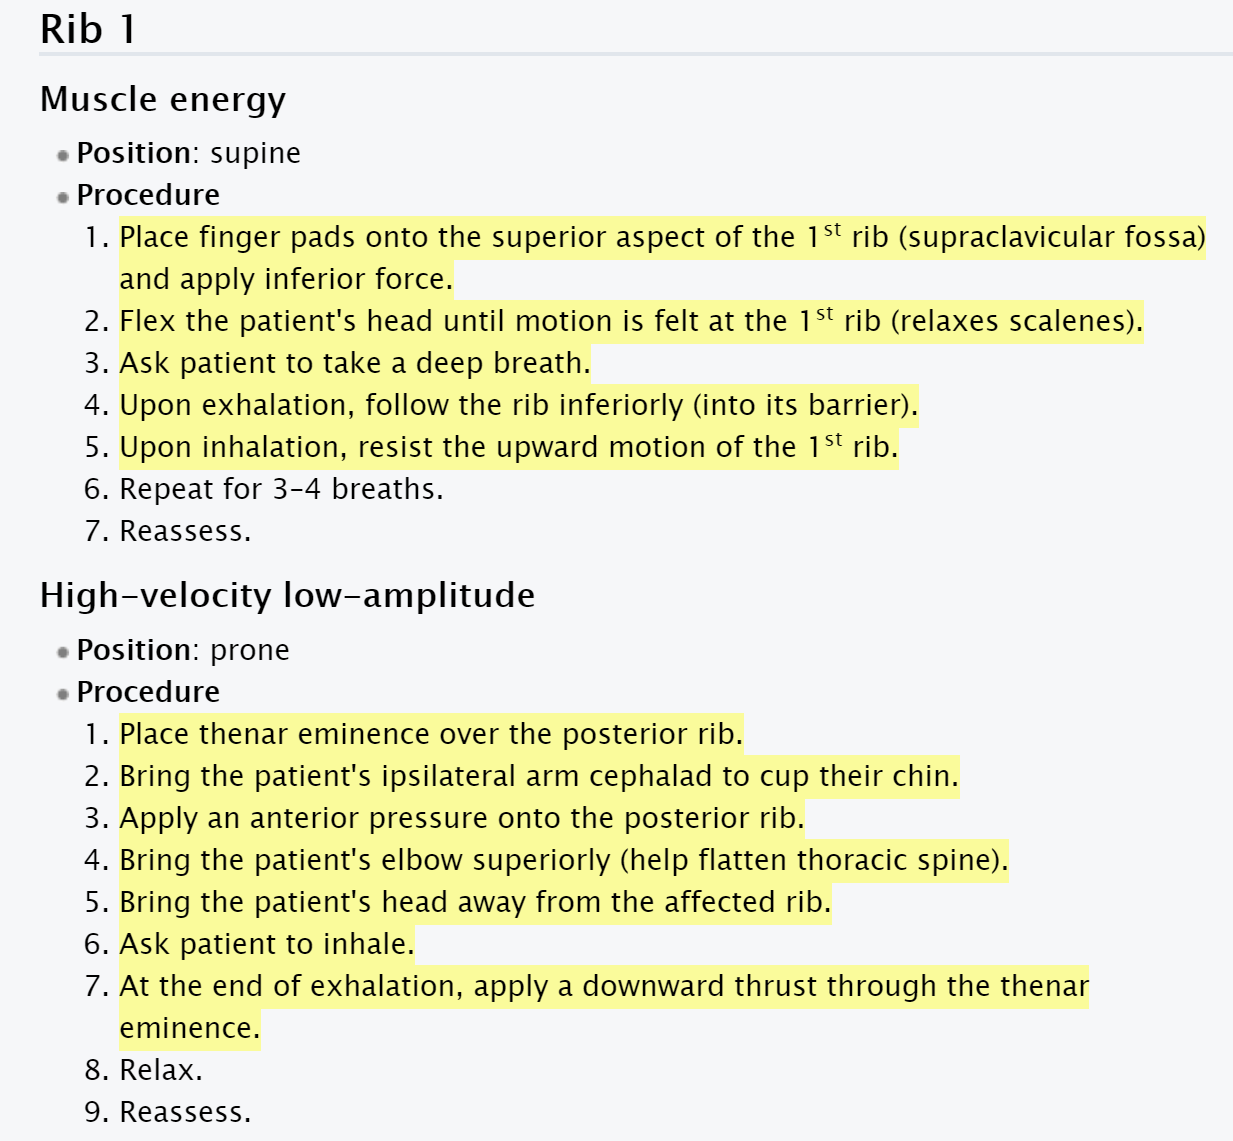 Rib 1
Muscle energy
Position: supine
Procedure
1. Place finger pads onto the superior aspect of the 1st rib (supraclavicular fossa)
and apply inferior force.
2. Flex the patient's head until motion is felt at the 1st rib (relaxes scalenes).
3. Ask patient to take a deep breath.
4. Upon exhalation, follow the rib inferiorly (into its barrier).
5. Upon inhalation, resist the upward motion of the 1st rib.
6. Repeat for 3–4 breaths.
7. Reassess.
High-velocity low-amplitude
Position: prone
Procedure
1. Place thenar eminence over the posterior rib.
2. Bring the patient's ipsilateral arm cephalad to cup their chin.
3. Apply an anterior pressure onto the posterior rib.
4. Bring the patient's elbow superiorly (help flatten thoracic spine).
5. Bring the patient's head away from the affected rib.
6. Ask patient to inhale.
7. At the end of exhalation, apply a downward thrust through the thenar
eminence.
8. Relax.
9. Reassess.